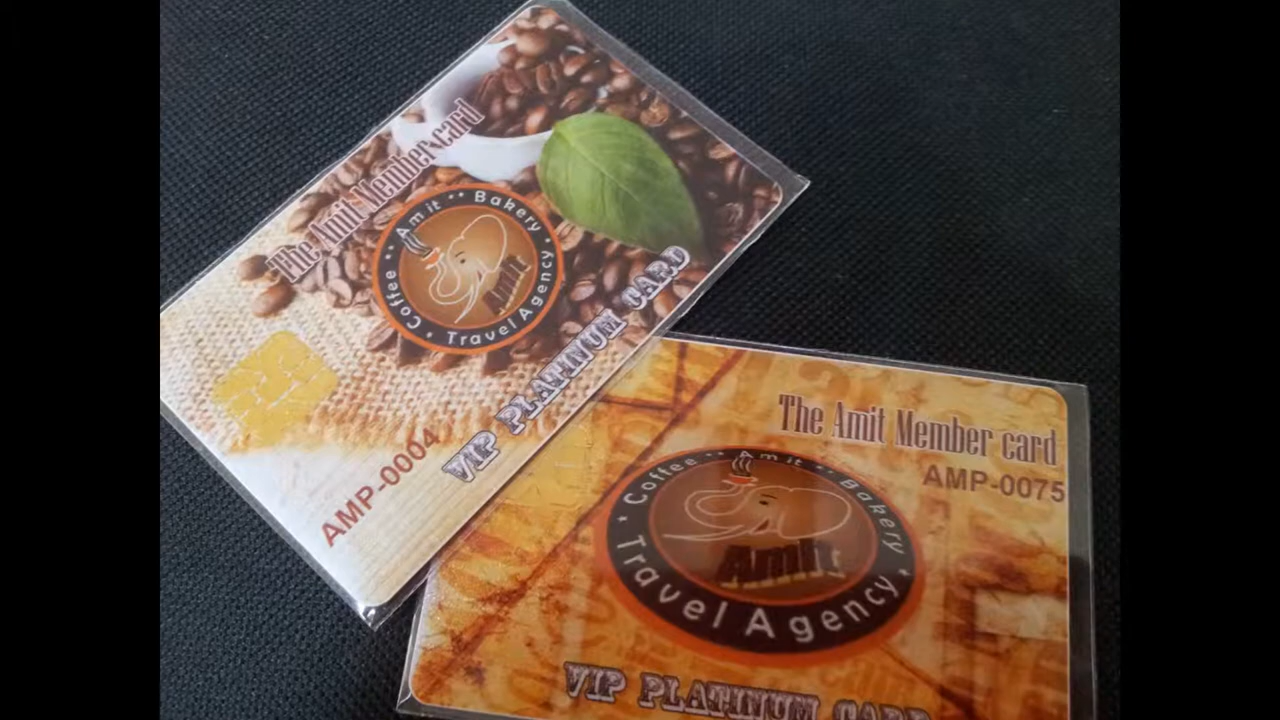 The Amit Member card
Coffee •• Amit •• Bakery • Travel Agency •
Amit
VIP PLATINUM CARD
AMP-0004
The Amit Member card
AMP-0075
Coffee •• Amit •• Bakery • Travel Agency •
Amit
VIP PLATINUM CARD